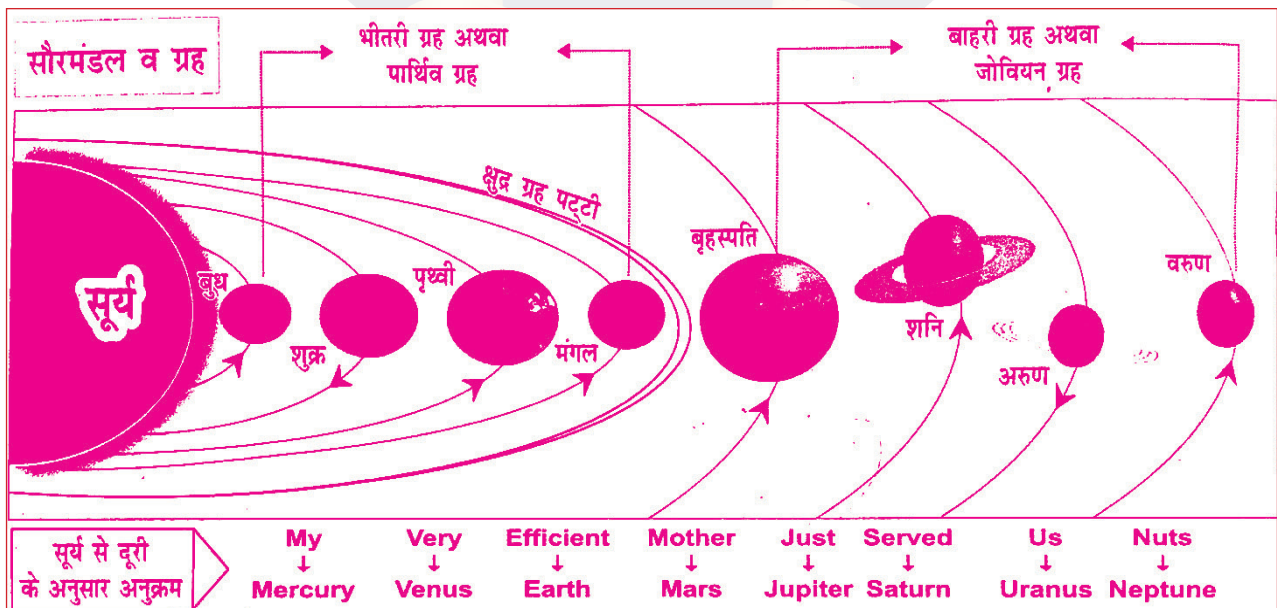 सौरमंडल व ग्रह
भीतरी ग्रह अथवा
पार्थिव ग्रह
बाहरी ग्रह अथवा
जोवियन ग्रह
क्षुद्र ग्रह पट्टी
सूर्य
बुध
शुक्र
पृथ्वी
मंगल
बृहस्पति
शनि
अरुण
वरुण
सूर्य से दूरी
के अनुसार अनुक्रम
My Very Efficient Mother Just Served Us Nuts
Mercury Venus Earth Mars Jupiter Saturn Uranus Neptune